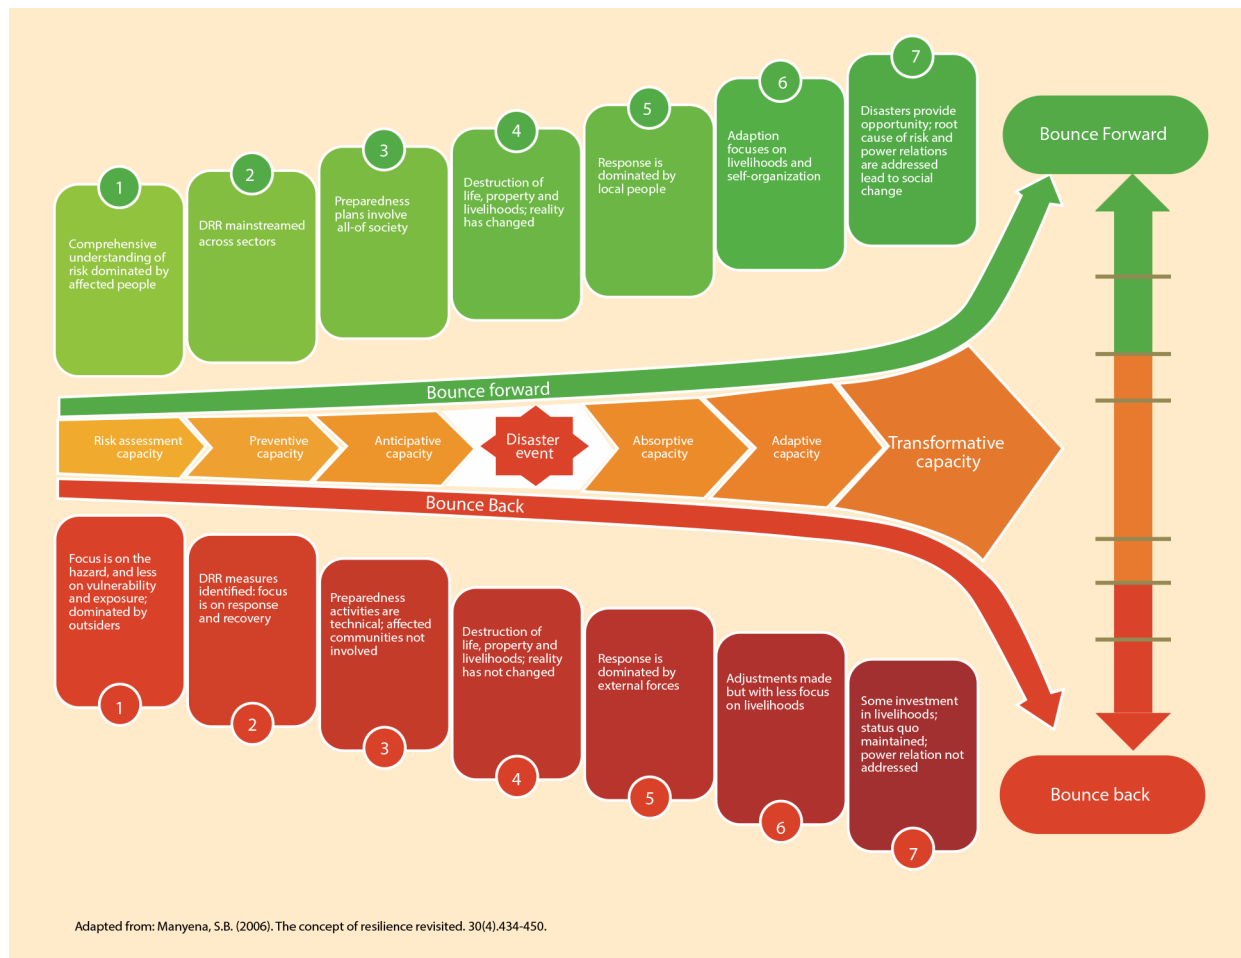 1
Comprehensive
understanding of
risk dominated by
affected people
2
DRR mainstreamed
across sectors
3
Preparedness
plans involve
all-of society
4
Destruction of
life, property and
livelihoods; reality
has changed
5
Response is
dominated by
local people
6
Adaption
focuses on
livelihoods and
self-organization
7
Disasters provide
opportunity; root
cause of risk and
power relations
are addressed
lead to social
change
Bounce Forward
Bounce forward
Risk assessment
capacity
Preventive
capacity
Anticipative
capacity
Disaster
event
Absorptive
capacity
Adaptive
capacity
Transformative
capacity
Bounce Back
Focus is on the
hazard, and less
on vulnerability
and exposure;
dominated by
outsiders
1
DRR measures
identified: focus
is on response
and recovery
2
Preparedness
activities are
technical; affected
communities not
involved
3
Destruction of
life, property and
livelihoods; reality
has not changed
4
Response is
dominated by
external forces
5
Adjustments made
but with less focus
on livelihoods
6
Some investment
in livelihoods;
status quo
maintained;
power relation not
addressed
7
Bounce back
Adapted from: Manyena, S.B. (2006). The concept of resilience revisited. 30(4).434-450.